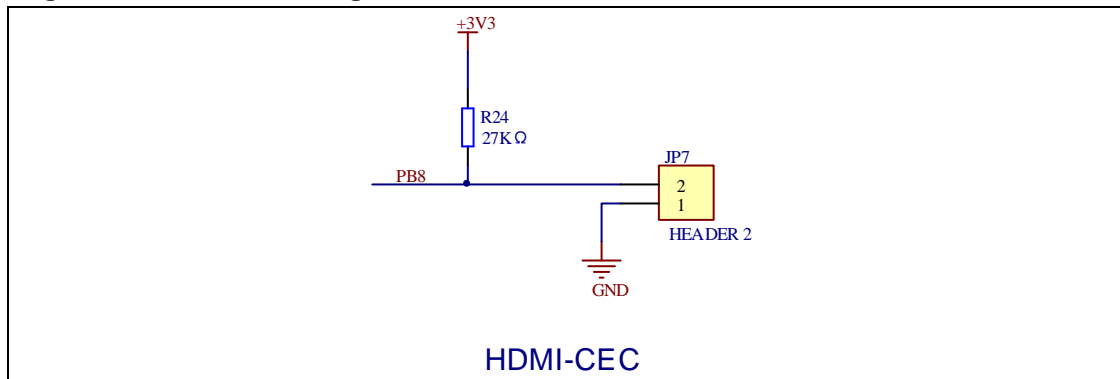 +3V3
R24
27KΩ
PB8
JP7
2
1
HEADER 2
GND
HDMI-CEC